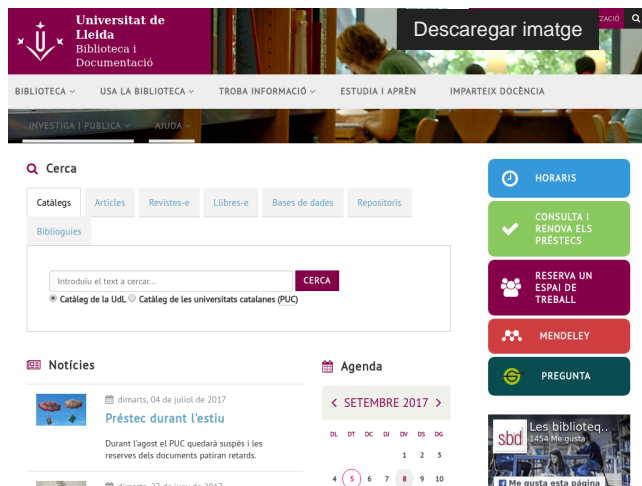 Universitat de
Lleida
Biblioteca i
Documentació
Descaregar imatge
BIBLIOTECA
USA LA BIBLIOTECA
TROBA INFORMACIÓ
ESTUDIA I APRÈN
IMPARTEIX DOCÈNCIA
INVESTIGA I PUBLICA
AJUDA
Cerca
Catàlegs
Articles
Revistes-e
Llibres-e
Bases de dades
Repositoris
Biblioguies
Introduïu el text a cercar...
CERCA
Catàleg de la UdL
Catàleg de les universitats catalanes (PUC)
HORARIS
CONSULTA I
RENOVA ELS
PRÉSTECS
RESERVA UN
ESPAI DE
TREBALL
MENDELEY
PREGUNTA
Notícies
dimarts, 04 de juliol de 2017
Préstec durant l'estiu
Durant l'agost el PUC quedarà suspès i les
reserves dels documents patiran retards.
Agenda
SETEMBRE 2017
DL DT DC DJ DV DS DG
1 2 3
4 5 6 7 8 9 10
sbd
Les biblioteq..
1454 Me gusta
Me gusta esta página